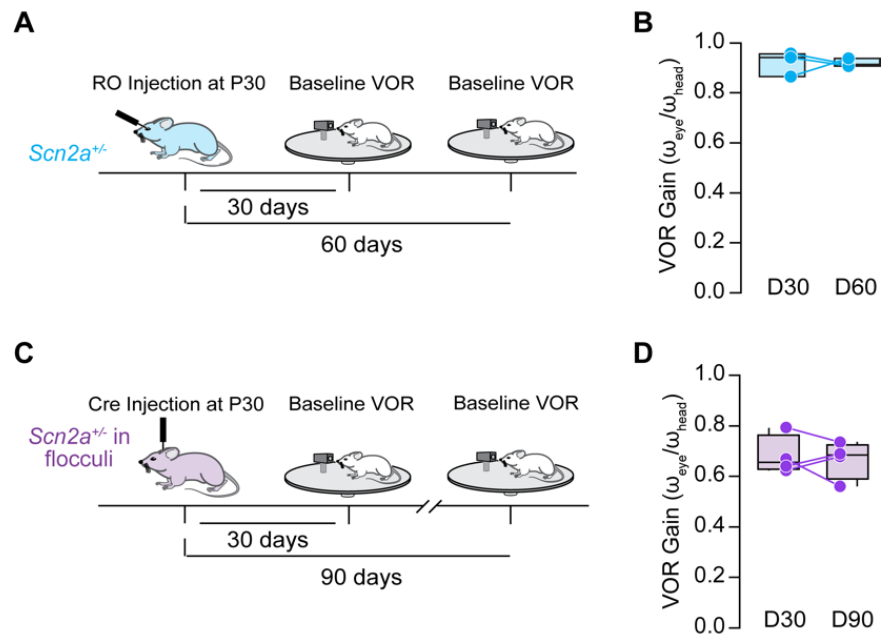 A
RO Injection at P30
Baseline VOR
Baseline VOR
Scn2a+/-
30 days
60 days
B
VOR Gain (ωeye/ωhead)
1.0
0.8
0.6
0.4
0.2
0.0
D30
D60
C
Cre Injection at P30
Baseline VOR
Baseline VOR
Scn2a+/- in
flocculi
30 days
90 days
D
VOR Gain (ωeye/ωhead)
1.0
0.8
0.6
0.4
0.2
0.0
D30
D90